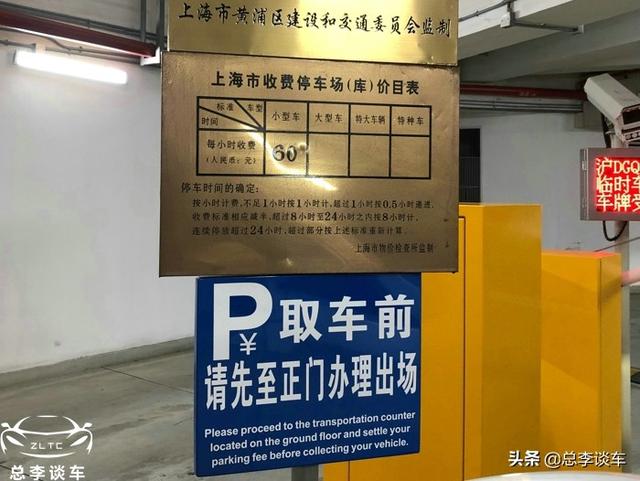 上海市黄浦区建设和交通委员会监制
上海市收费停车场(库)价目表
标准 车型
时间
小型车 大型车 特大车辆 特种车
每小时收费
(人民币:元)
60
停车时间的确定:
按小时计费,不足1小时按1小时计,超过1小时按0.5小时递进,
收费标准相应减半,超过8小时至24小时之内按8小时计,
连续停放超过24小时,超过部分按上述标准重新计算。
上海市物价检查所监制
P
¥
取车前
请先至正门办理出场
Please proceed to the transportation counter
located on the ground floor and settle your
parking fee before collecting your vehicle.
沪DGQ
临时车
车牌受
ZLTC
总李谈车
头条 @总李谈车